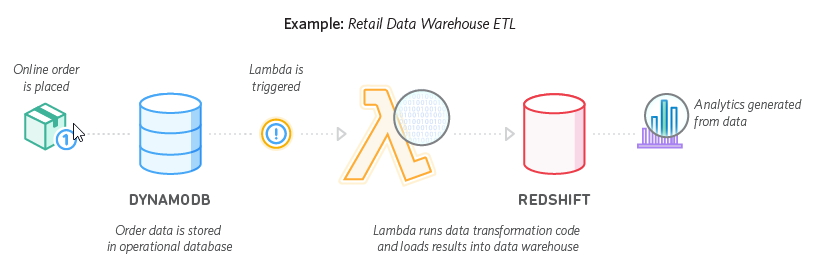 Example: Retail Data Warehouse ETL
Online order
is placed
Lambda is
triggered
Analytics generated
from data
1
DYNAMODB
REDSHIFT
Order data is stored
in operational database
Lambda runs data transformation code
and loads results into data warehouse